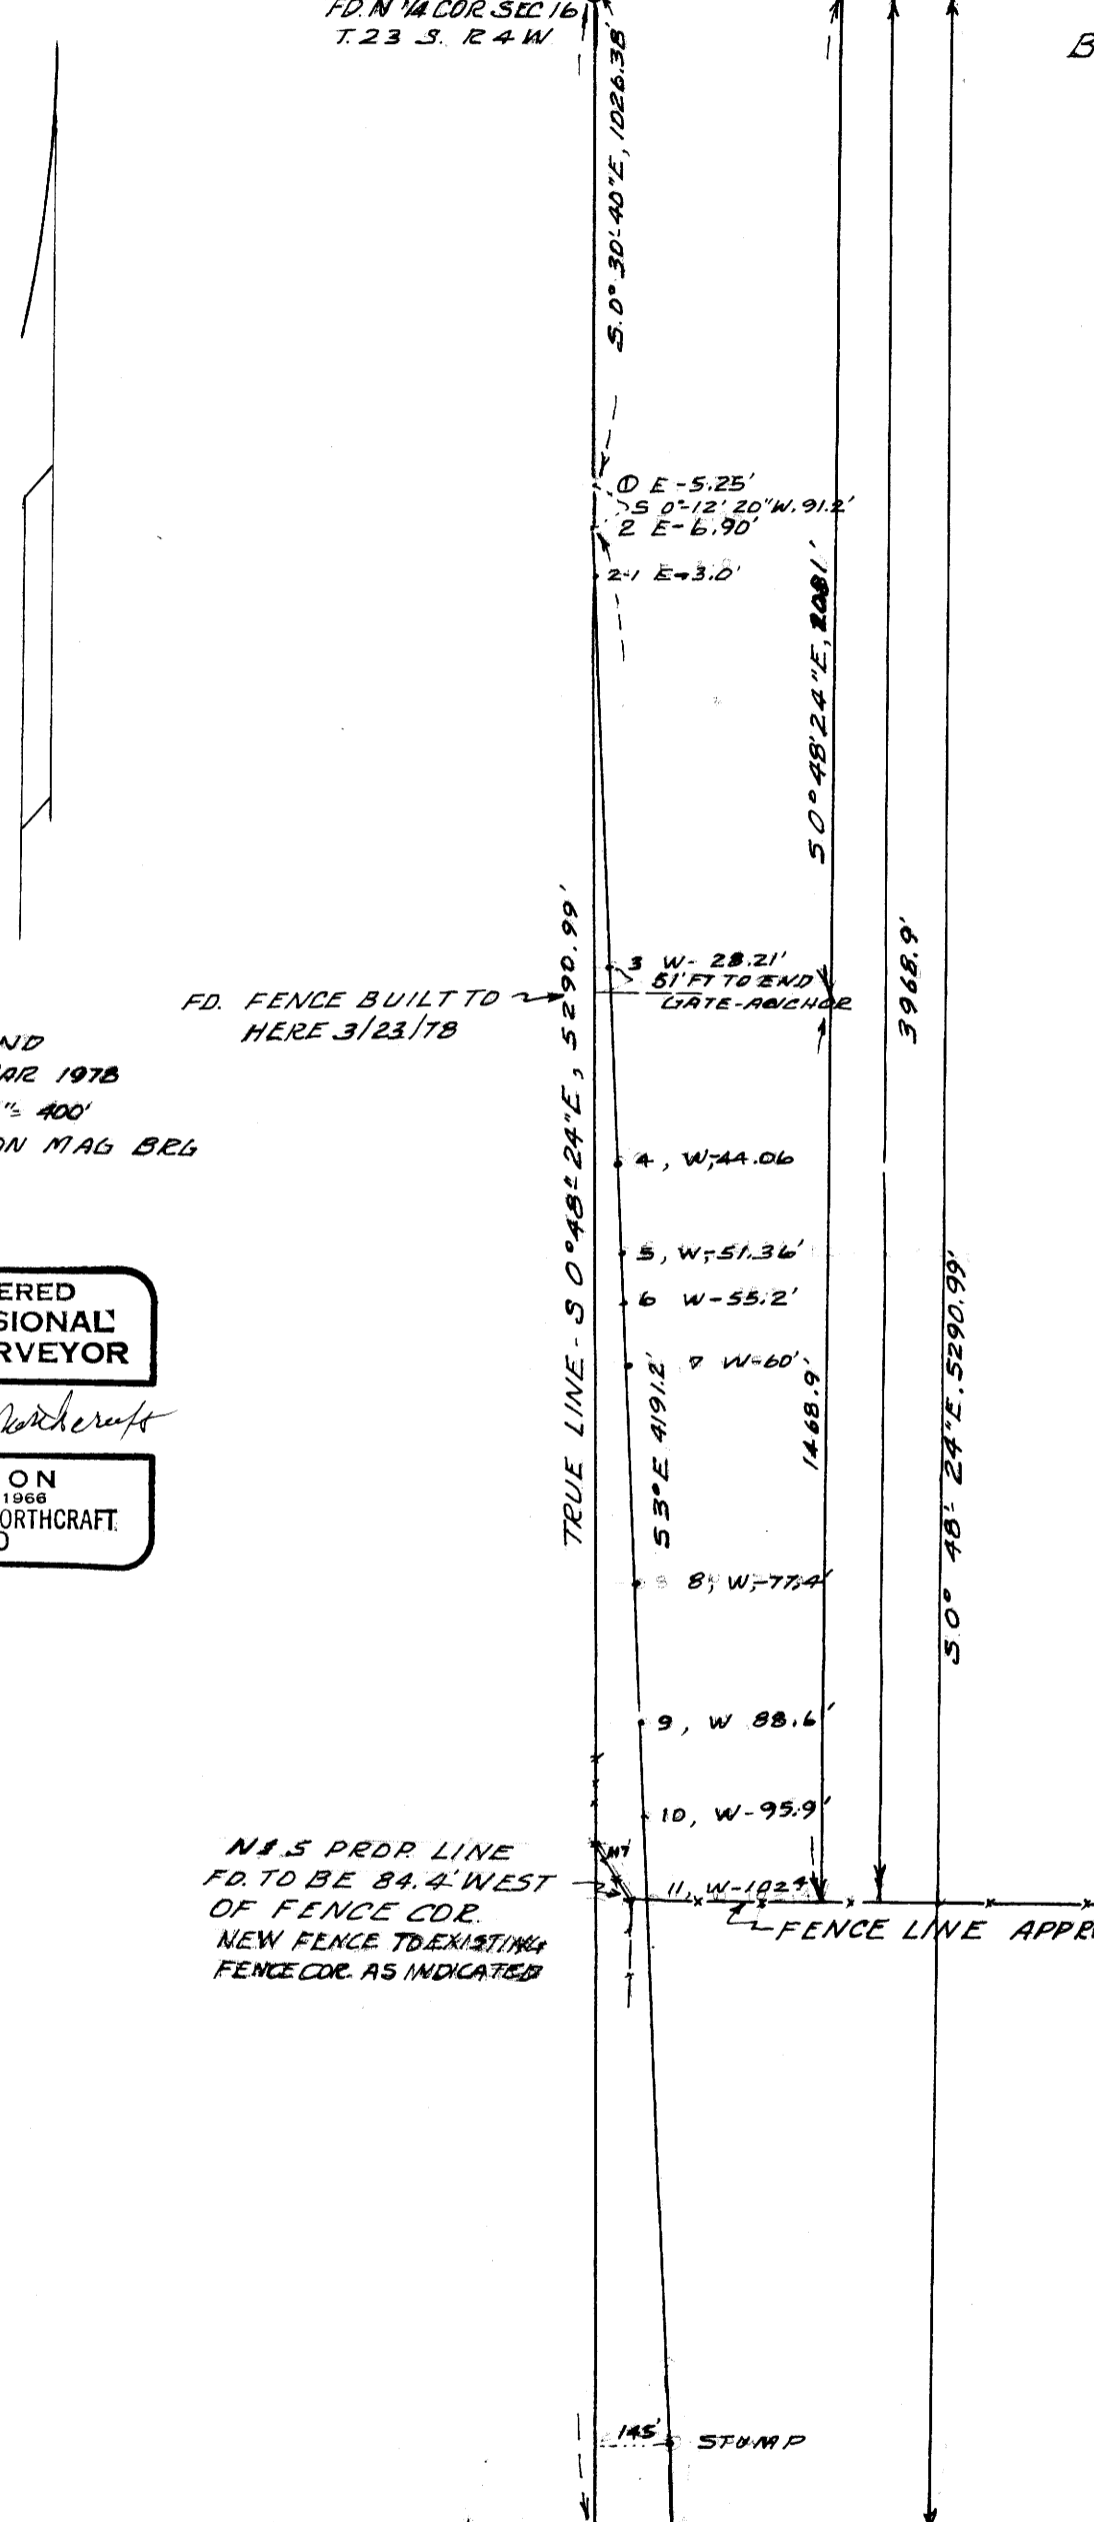 FD. N 1/4 COR SEC 16
T. 23 S. R 4 W
B
S. 0° 30'-40"E, 1026.38'
① E-5.25'
S 0°-12' 20"W. 91.2'
2 E-6.90'
2-1 E-3.0'
S 0° 48' 24"E, 2081'
3 W- 28.21'
51' FT TO END
GATE-ANCHOR
FD. FENCE BUILT TO
HERE 3/23/78
3968.9'
TRUE LINE - S 0°48'-24"E, 5290.99'
ND
AR 1978
"= 400'
ON MAG BRG
4, W-44.06
5, W-51.36'
6 W-55.2'
7 W-60'
S 3° E 4191.2'
1468.9'
S 0° 48'- 24"E. 5290.99'
ERED
SIONAL
RVEYOR
Northcraft
ON
1966
ORTHCRAFT
8, W-77.4'
9, W 88.6'
10, W-95.9'
N & S PROP. LINE
FD. TO BE 84.4' WEST
OF FENCE COR.
NEW FENCE TO EXISTING
FENCE COR. AS INDICATED
11, W-102.4
FENCE LINE APPR
145'
STUMP